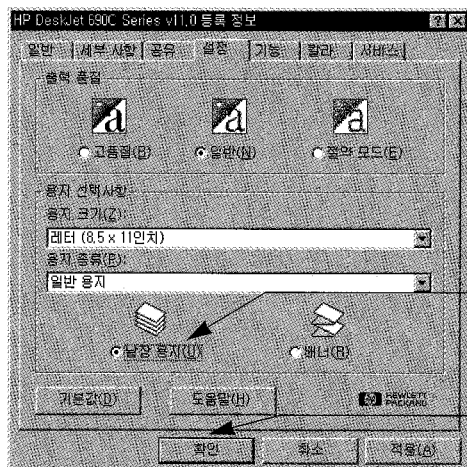 HP DeskJet 690C Series v11.0 등록 정보
일반 세부 사항 공유 설정 기능 칼라 서비스
출력 품질
고품질(B) 일반(N) 절약 모드(E)
용지 선택사항
용지 크기(Z):
레터 (8.5 x 11인치)
용지 종류(P):
일반 용지
낱장 용지(U) 배너(R)
기본값(D) 도움말(H) HEWLETT PACKARD
확인 취소 적용(A)